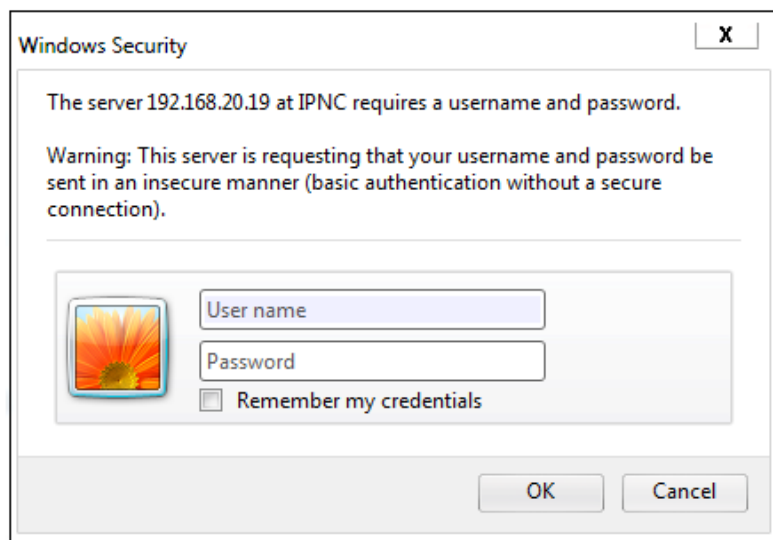 Windows Security
X
The server 192.168.20.19 at IPNC requires a username and password.
Warning: This server is requesting that your username and password be
sent in an insecure manner (basic authentication without a secure
connection).
User name
Password
Remember my credentials
OK
Cancel